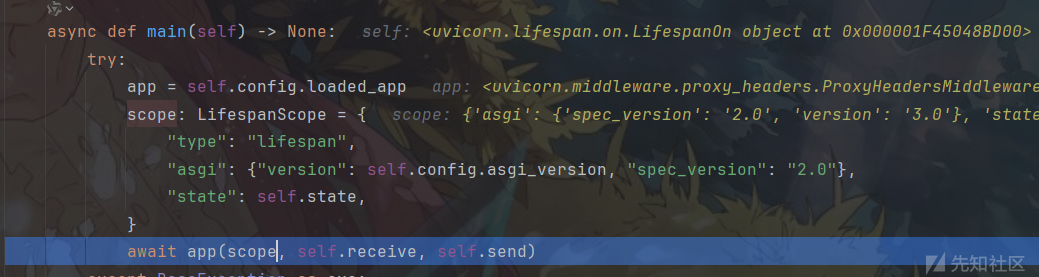 async def main(self) -> None:   self: <uvicorn.lifespan.on.LifespanOn object at 0x000001F45048BD00>
    try:
        app = self.config.loaded_app   app: <uvicorn.middleware.proxy_headers.ProxyHeadersMiddleware
        scope: LifespanScope = {   scope: {'asgi': {'spec_version': '2.0', 'version': '3.0'}, 'state
            "type": "lifespan",
            "asgi": {"version": self.config.asgi_version, "spec_version": "2.0"},
            "state": self.state,
        }
        await app(scope, self.receive, self.send)
先知社区